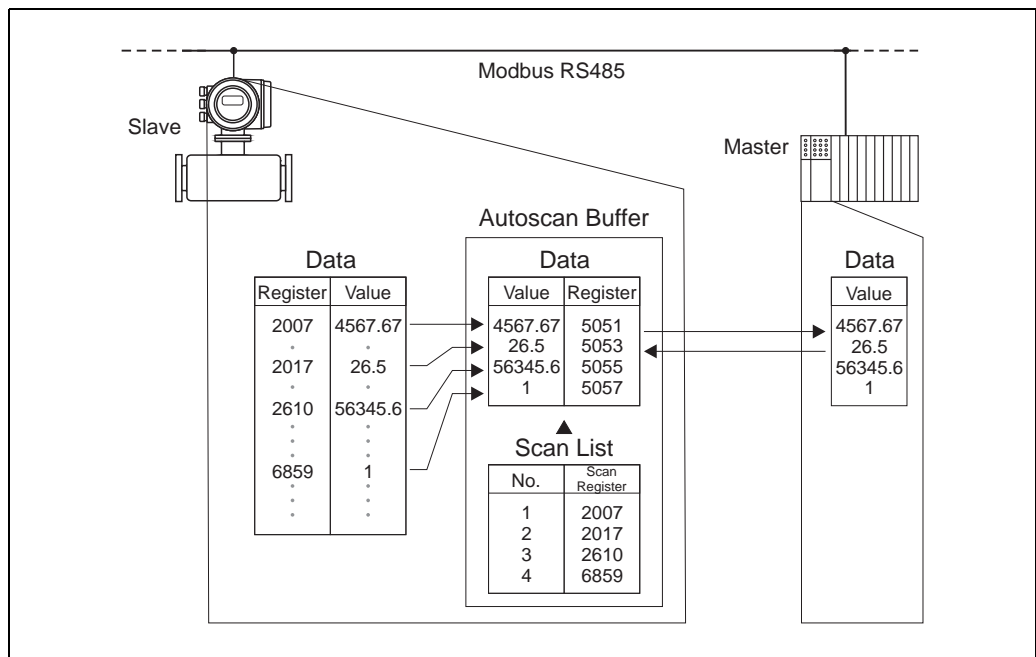 Modbus RS485
Slave
Master
Autoscan Buffer
Data
Register Value
2007 4567.67
2017 26.5
2610 56345.6
6859 1
Data
Value Register
4567.67 5051
26.5 5053
56345.6 5055
1 5057
Scan List
No. Scan Register
1 2007
2 2017
3 2610
4 6859
Data
Value
4567.67
26.5
56345.6
1